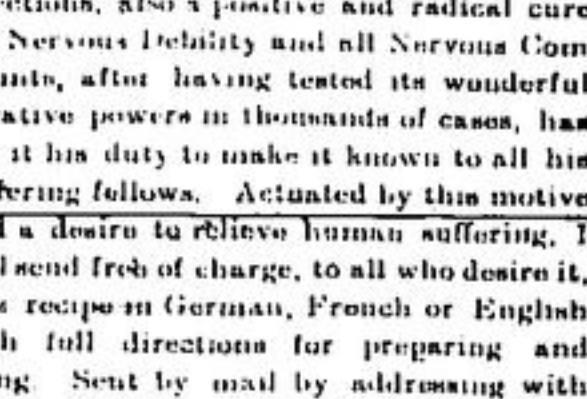 ctions, also a positive and radical cure
Nervous Debility and all Nervous Com
ints, after having tested its wonderful
ative powers in thousands of cases, has
it his duty to make it known to all his
fering fellows. Actuated by this motive
d a desire to relieve human suffering, I
l send free of charge, to all who desire it,
s recipe in German, French or English
h full directions for preparing and
ng. Sent by mail by addressing with